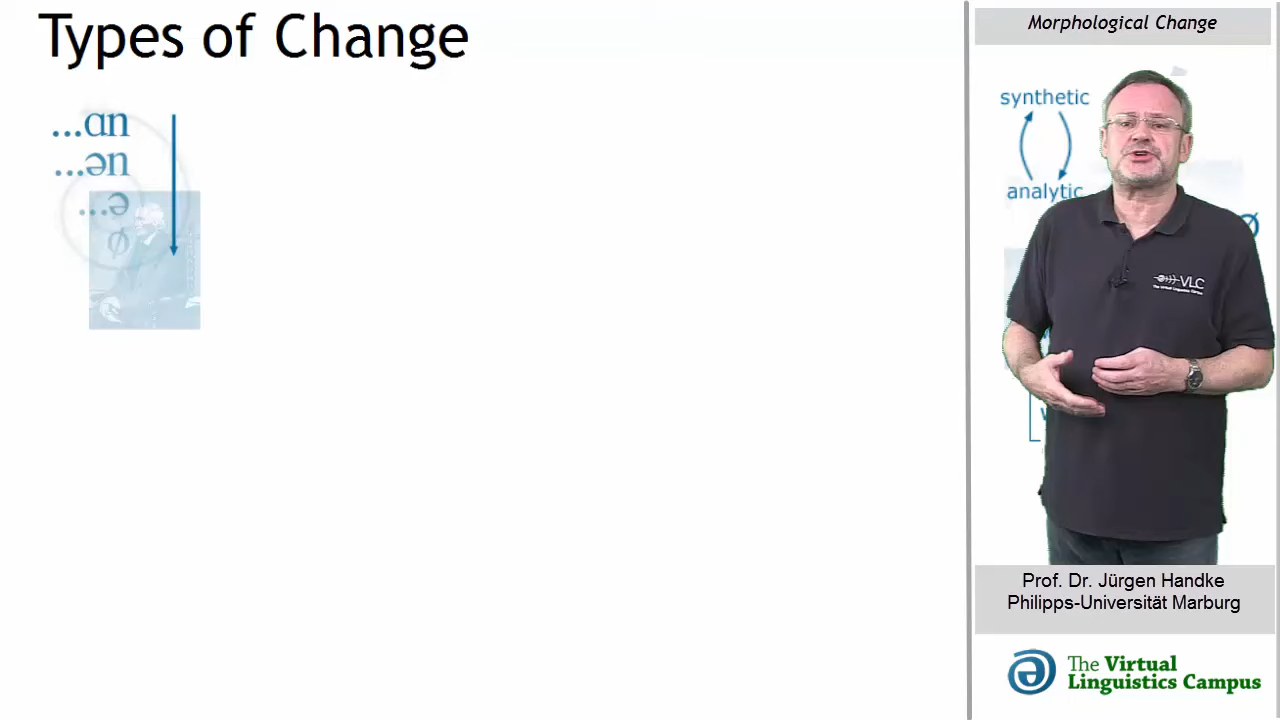 Types of Change
...ɑn
...ən
...ə
ø
Morphological Change
synthetic
analytic
ø
VLC
Prof. Dr. Jürgen Handke
Philipps-Universität Marburg
The Virtual
Linguistics Campus